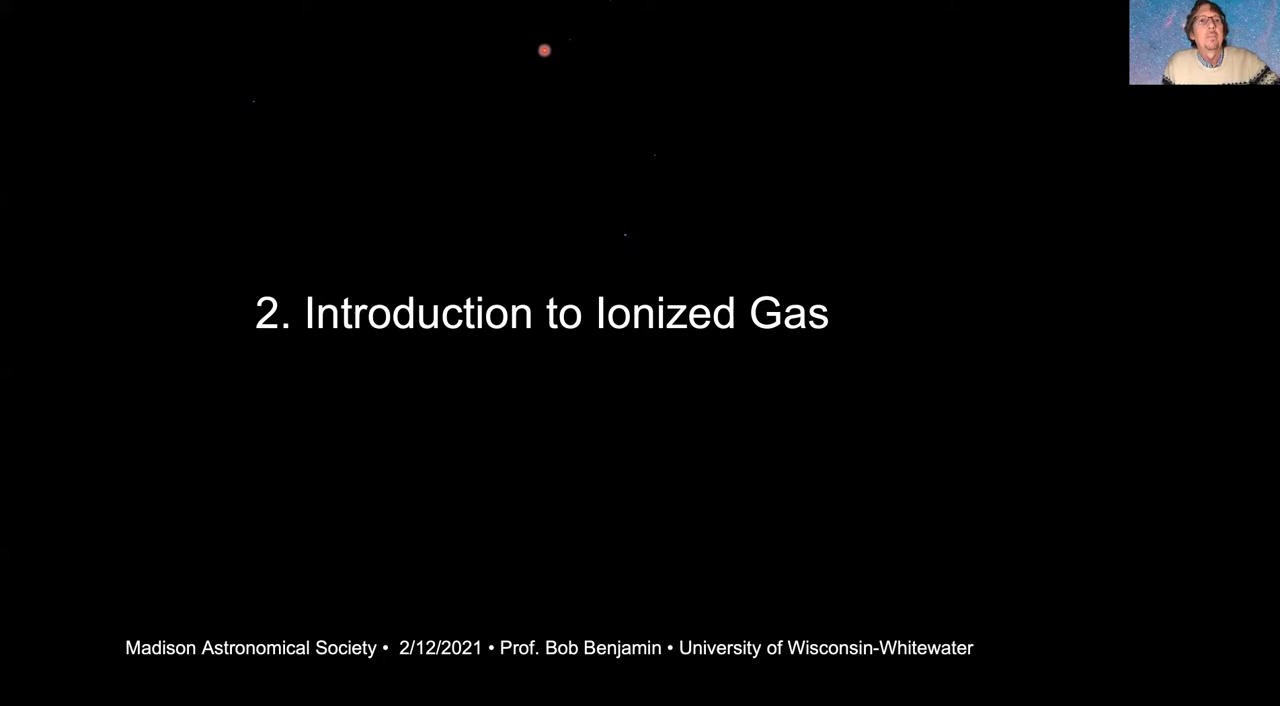 2. Introduction to Ionized Gas
Madison Astronomical Society • 2/12/2021 • Prof. Bob Benjamin • University of Wisconsin-Whitewater